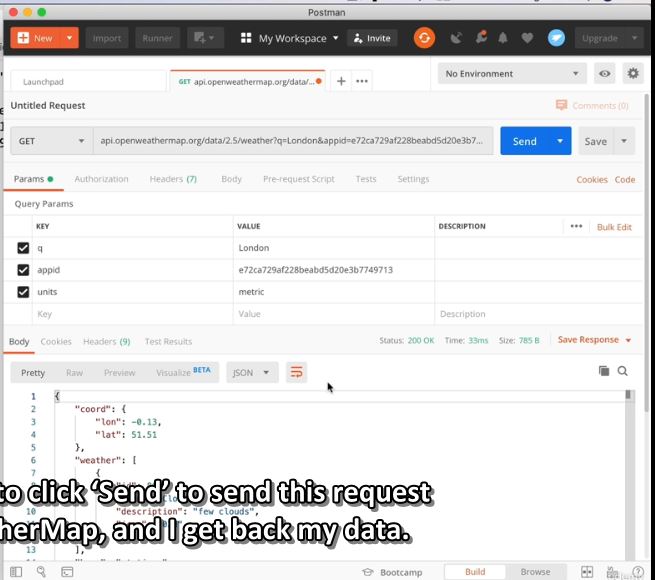 Postman
New
Import
Runner
My Workspace
Invite
Upgrade
Launchpad
GET api.openweathermap.org/data/...
No Environment
Untitled Request
Comments (0)
GET
api.openweathermap.org/data/2.5/weather?q=London&appid=e72ca729af228beabd5d20e3b7...
Send
Save
Params
Authorization
Headers (7)
Body
Pre-request Script
Tests
Settings
Cookies Code
Query Params
KEY VALUE DESCRIPTION
Bulk Edit
q London
appid e72ca729af228beabd5d20e3b7749713
units metric
Key Value Description
Body Cookies Headers (9) Test Results
Status: 200 OK Time: 33ms Size: 785 B Save Response
Pretty Raw Preview Visualize BETA JSON
1 {
2 "coord": {
3 "lon": -0.13,
4 "lat": 51.51
5 },
6 "weather": [
7 {
to click ‘Send’ to send this request
10 "description": "few clouds",
herMap, and I get back my data.
13 ],
Bootcamp Build Browse